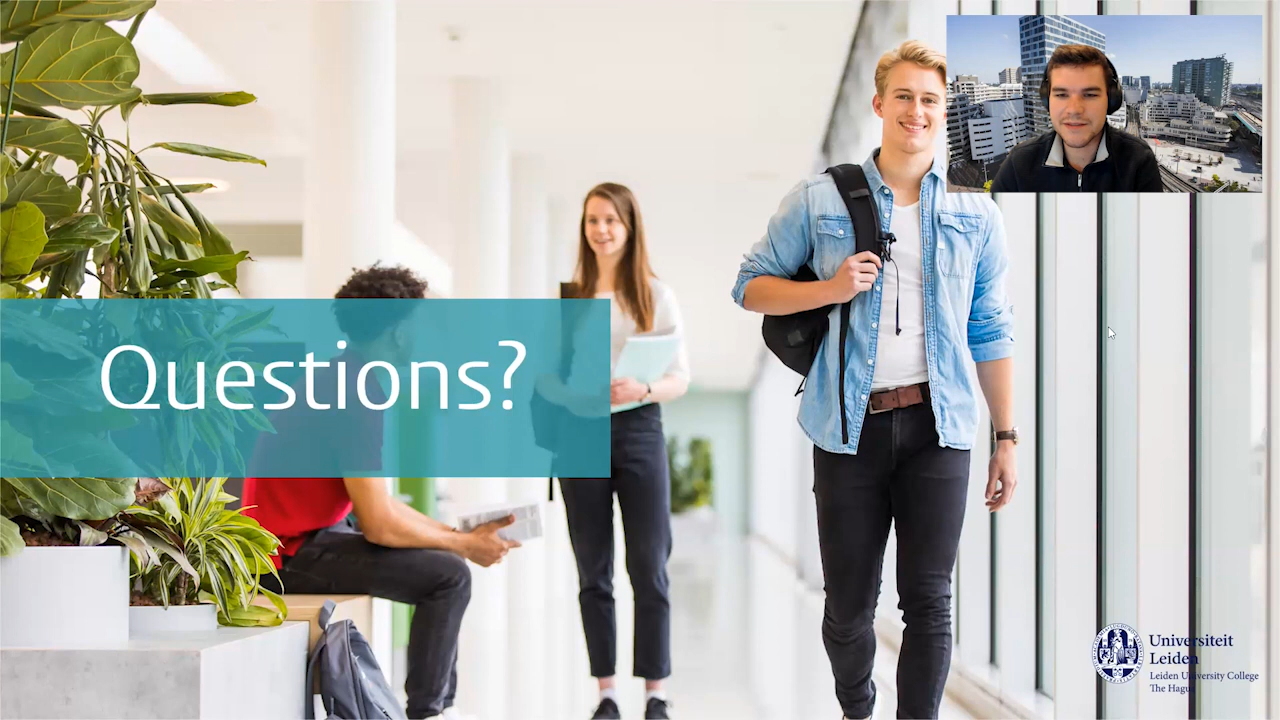 Questions?
Universiteit
Leiden
Leiden University College
The Hague